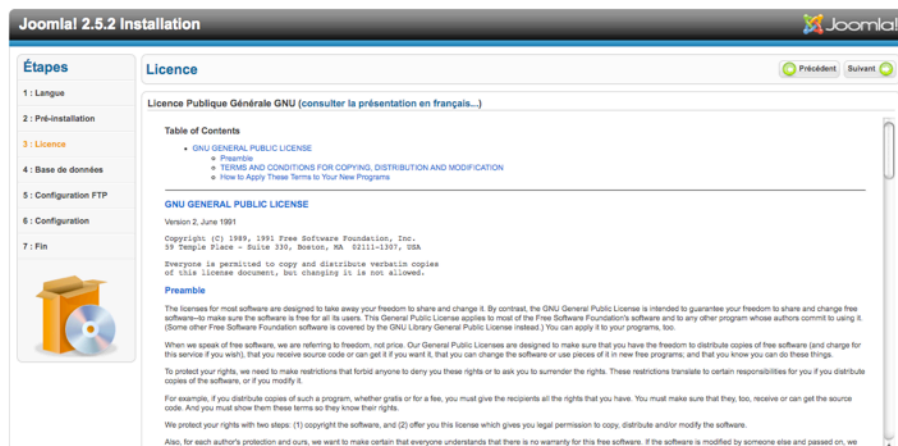 Joomla! 2.5.2 Installation
Joomla!
Étapes
1 : Langue
2 : Pré-installation
3 : Licence
4 : Base de données
5 : Configuration FTP
6 : Configuration
7 : Fin
Licence
Précédent
Suivant
Licence Publique Générale GNU (consulter la présentation en français...)
Table of Contents
GNU GENERAL PUBLIC LICENSE
Preamble
TERMS AND CONDITIONS FOR COPYING, DISTRIBUTION AND MODIFICATION
How to Apply These Terms to Your New Programs
GNU GENERAL PUBLIC LICENSE
Version 2, June 1991
Copyright (C) 1989, 1991 Free Software Foundation, Inc.
59 Temple Place - Suite 330, Boston, MA 02111-1307, USA
Everyone is permitted to copy and distribute verbatim copies
of this license document, but changing it is not allowed.
Preamble
The licenses for most software are designed to take away your freedom to share and change it. By contrast, the GNU General Public License is intended to guarantee your freedom to share and change free
software--to make sure the software is free for all its users. This General Public License applies to most of the Free Software Foundation's software and to any other program whose authors commit to using it.
(Some other Free Software Foundation software is covered by the GNU Library General Public License instead.) You can apply it to your programs, too.
When we speak of free software, we are referring to freedom, not price. Our General Public Licenses are designed to make sure that you have the freedom to distribute copies of free software (and charge for
this service if you wish), that you receive source code or can get it if you want it, that you can change the software or use pieces of it in new free programs; and that you know you can do these things.
To protect your rights, we need to make restrictions that forbid anyone to deny you these rights or to ask you to surrender the rights. These restrictions translate to certain responsibilities for you if you distribute
copies of the software, or if you modify it.
For example, if you distribute copies of such a program, whether gratis or for a fee, you must give the recipients all the rights that you have. You must make sure that they, too, receive or can get the source
code. And you must show them these terms so they know their rights.
We protect your rights with two steps: (1) copyright the software, and (2) offer you this license which gives you legal permission to copy, distribute and/or modify the software.
Also, for each author's protection and ours, we want to make certain that everyone understands that there is no warranty for this free software. If the software is modified by someone else and passed on, we